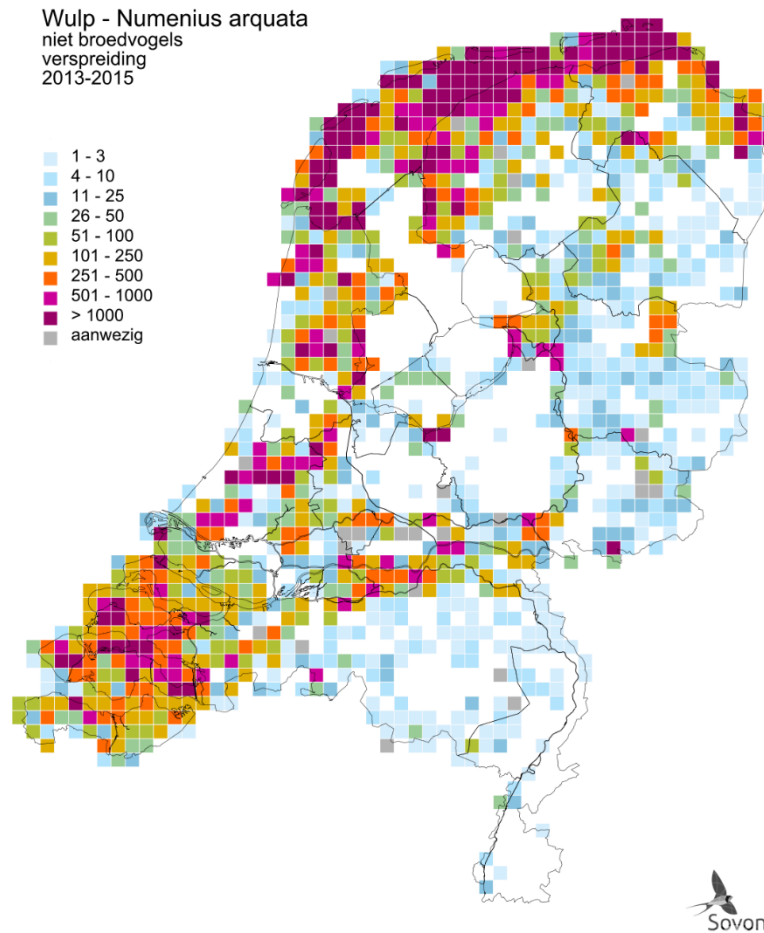 Wulp - Numenius arquata
niet broedvogels
verspreiding
2013-2015
1 - 3
4 - 10
11 - 25
26 - 50
51 - 100
101 - 250
251 - 500
501 - 1000
> 1000
aanwezig
Sovon